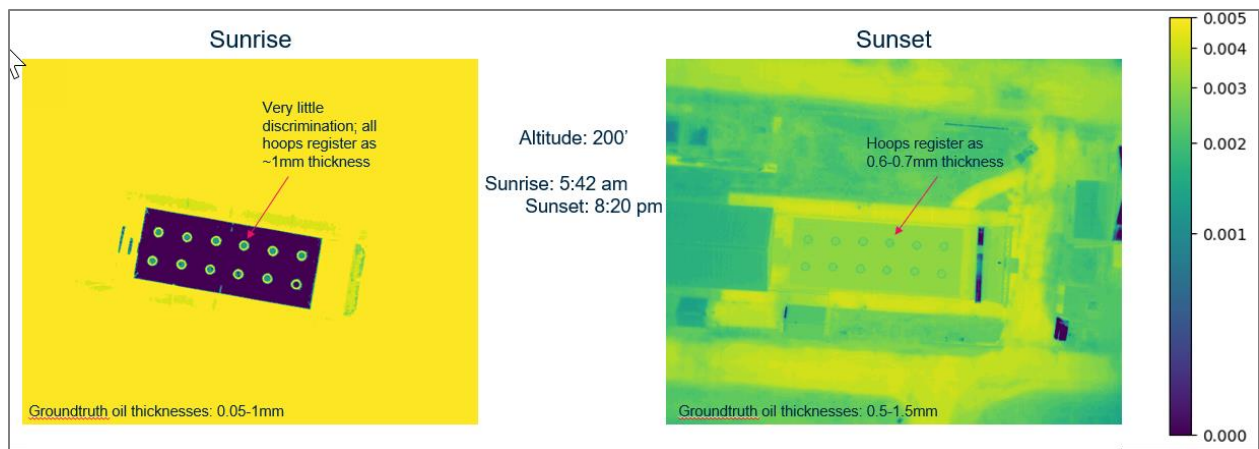 Sunrise
Sunset
Very little
discrimination; all
hoops register as
~1mm thickness
Altitude: 200’
Sunrise: 5:42 am
Sunset: 8:20 pm
Hoops register as
0.6-0.7mm thickness
Groundtruth oil thicknesses: 0.05-1mm
Groundtruth oil thicknesses: 0.5-1.5mm
0.005
0.004
0.003
0.002
0.001
0.000